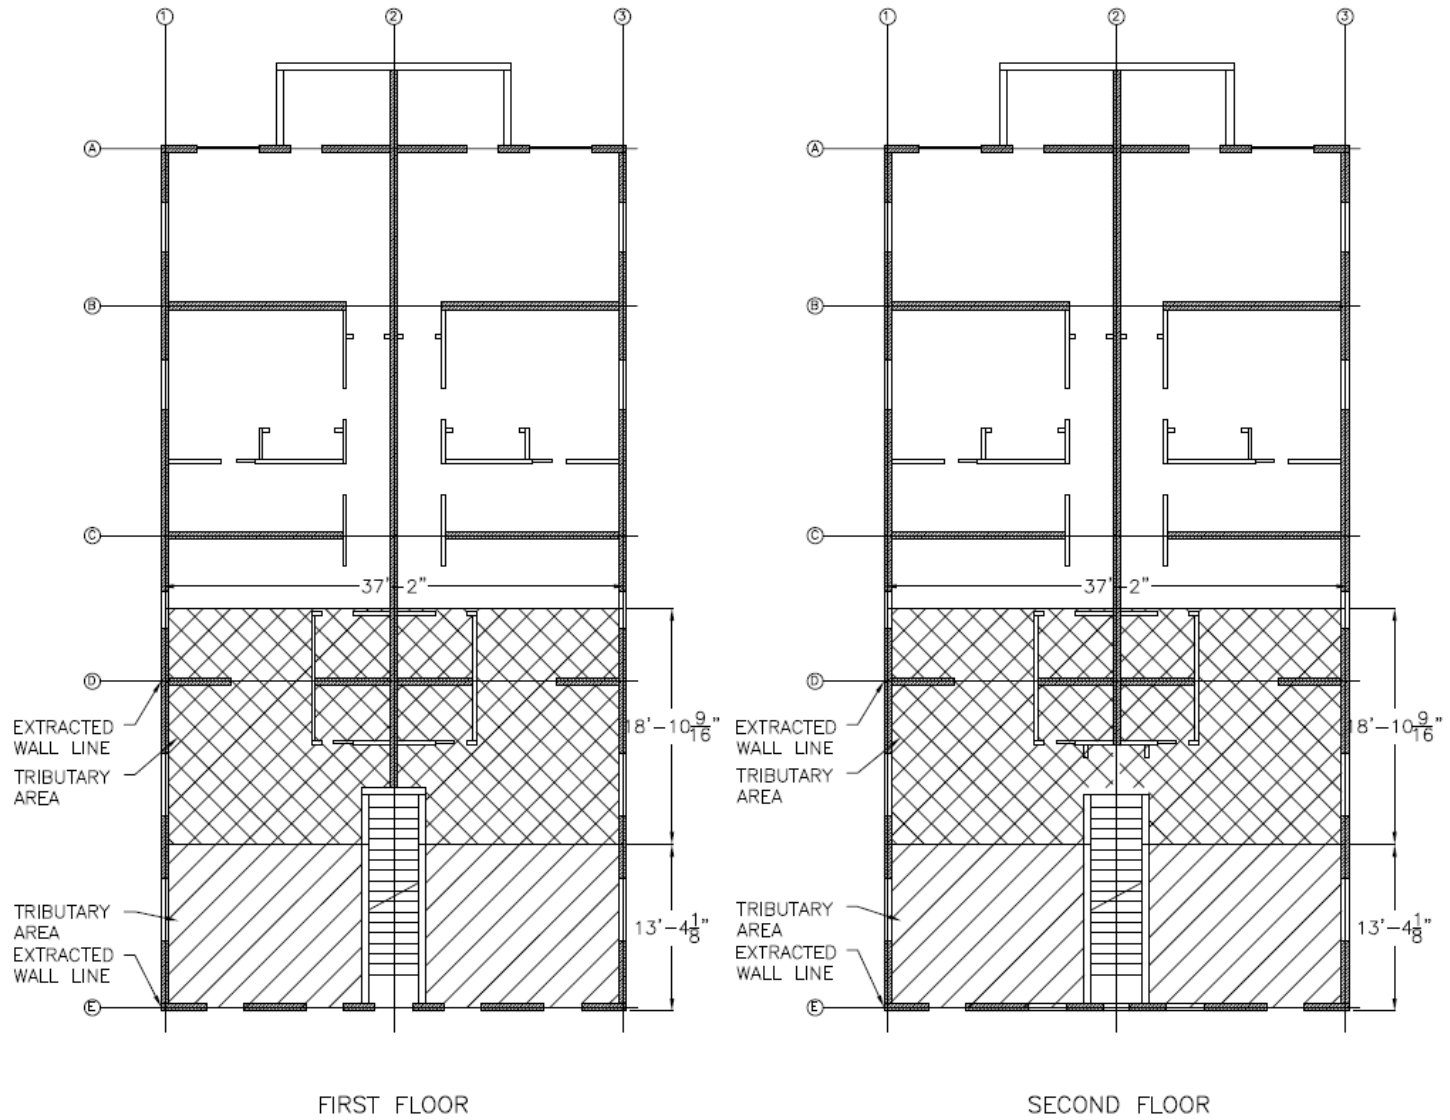 1 2 3 1 2 3
A A
B B
C C
37'-2" 37'-2"
D D
EXTRACTED
WALL LINE
18'-10 9/16"
EXTRACTED
WALL LINE
18'-10 9/16"
TRIBUTARY
AREA
TRIBUTARY
AREA
TRIBUTARY
AREA
13'-4 1/8"
TRIBUTARY
AREA
13'-4 1/8"
EXTRACTED
WALL LINE
EXTRACTED
WALL LINE
E E
FIRST FLOOR SECOND FLOOR